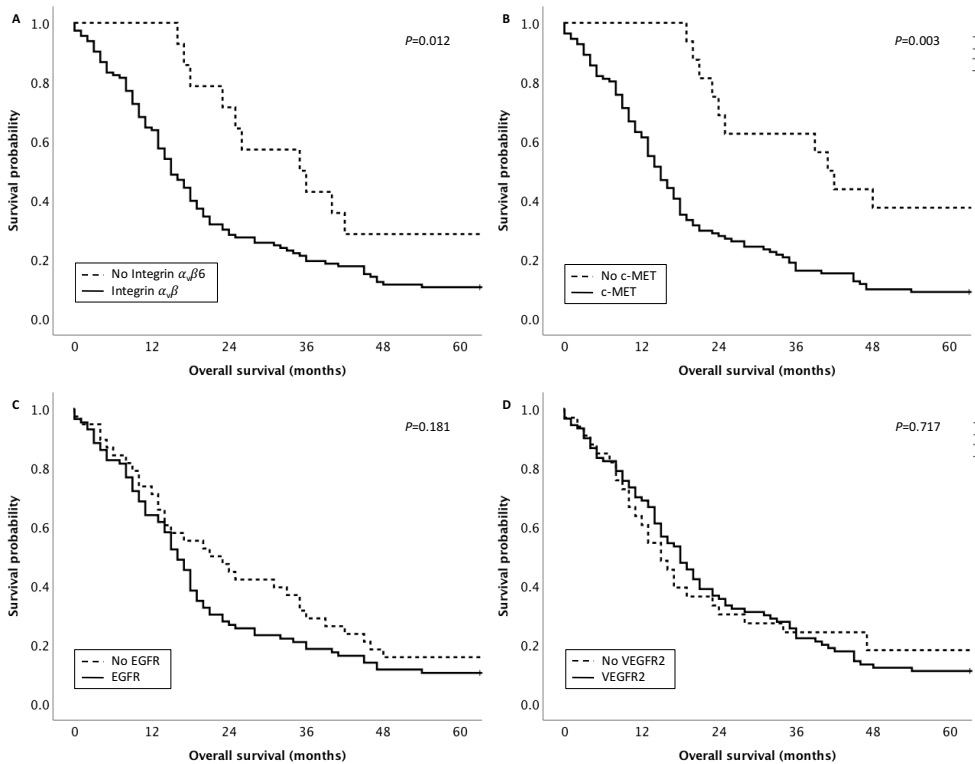 A
P=0.012
1.0
0.8
0.6
0.4
0.2
0.0
Survival probability
No Integrin αvβ6
Integrin αvβ
0 12 24 36 48 60
Overall survival (months)
B
P=0.003
1.0
0.8
0.6
0.4
0.2
0.0
Survival probability
No c-MET
c-MET
0 12 24 36 48 60
Overall survival (months)
C
P=0.181
1.0
0.8
0.6
0.4
0.2
0.0
Survival probability
No EGFR
EGFR
0 12 24 36 48 60
Overall survival (months)
D
P=0.717
1.0
0.8
0.6
0.4
0.2
0.0
Survival probability
No VEGFR2
VEGFR2
0 12 24 36 48 60
Overall survival (months)